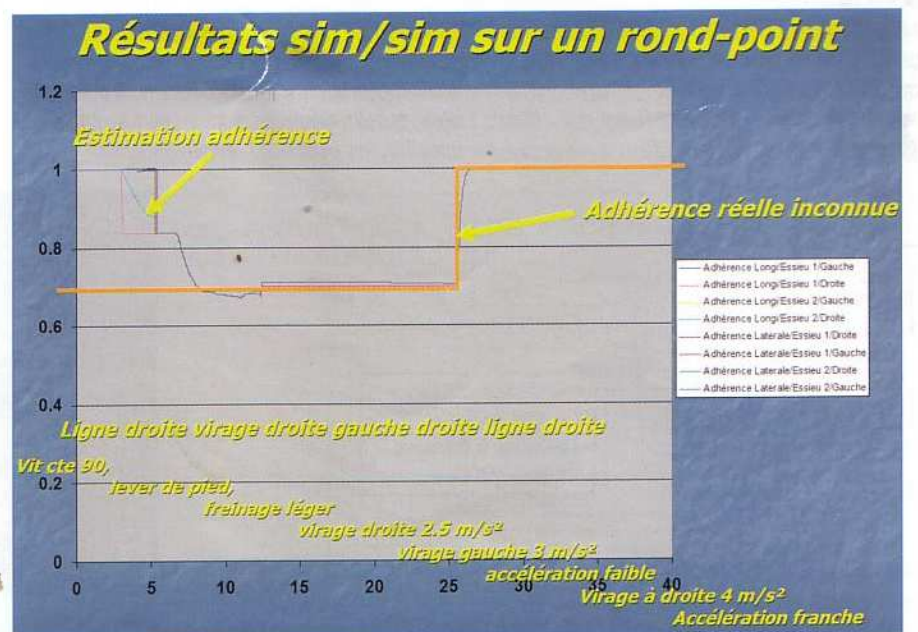 Résultats sim/sim sur un rond-point
1.2
Estimation adhérence
1
Adhérence réelle inconnue
0.8
Adhérence Longi/Essieu 1/Gauche
Adhérence Longi/Essieu 1/Droite
Adhérence Longi/Essieu 2/Gauche
Adhérence Longi/Essieu 2/Droite
Adhérence Laterale/Essieu 1/Droite
Adhérence Laterale/Essieu 1/Gauche
Adhérence Laterale/Essieu 2/Droite
Adhérence Laterale/Essieu 2/Gauche
0.6
0.4
Ligne droite virage droite gauche droite ligne droite
Vit cte 90,
0.2
lever de pied,
freinage léger
virage droite 2.5 m/s²
virage gauche 3 m/s²
0
accélération faible
0 5 10 15 20 25 30 35 40
Virage à droite 4 m/s²
Accélération franche